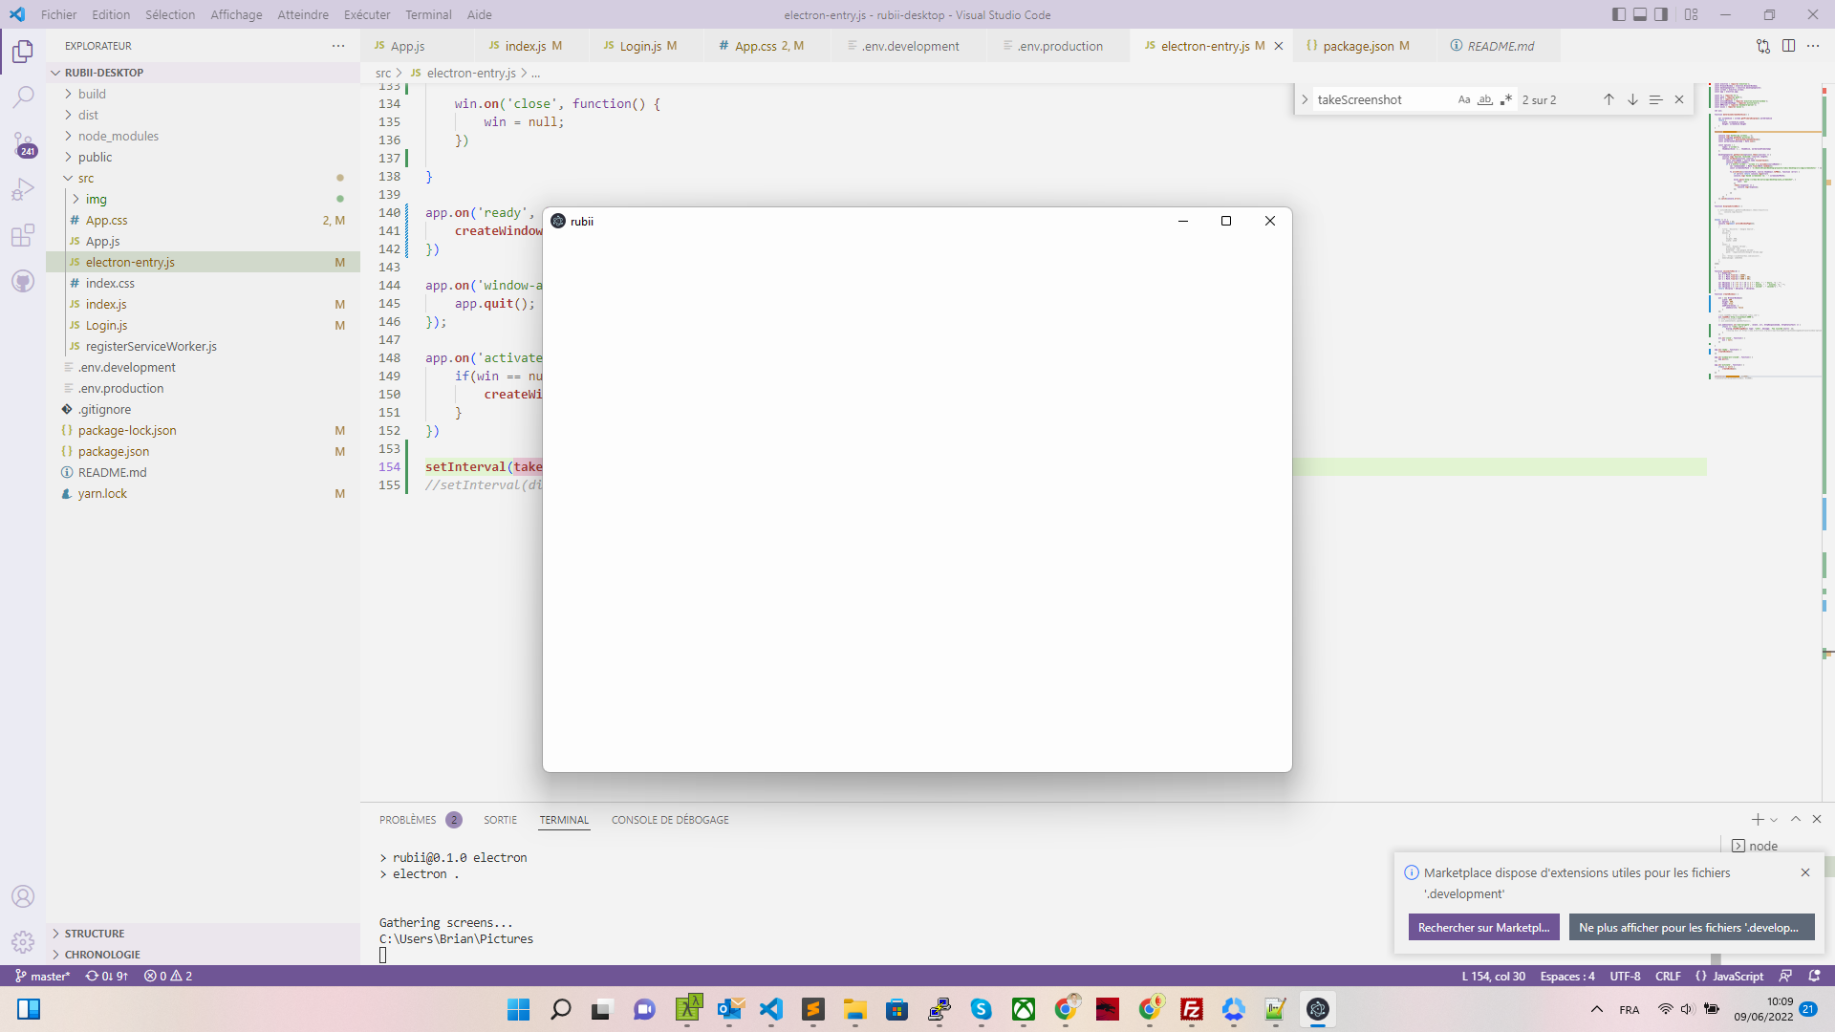 Fichier Edition Sélection Affichage Atteindre Exécuter Terminal Aide
electron-entry.js - rubii-desktop - Visual Studio Code
EXPLORATEUR
RUBII-DESKTOP
build
dist
node_modules
public
src
img
App.css 2, M
App.js
electron-entry.js M
index.css
index.js M
Login.js M
registerServiceWorker.js
.env.development
.env.production
.gitignore
package-lock.json M
package.json M
README.md
yarn.lock M
STRUCTURE
CHRONOLOGIE
241
JS App.js
JS index.js M
JS Login.js M
# App.css 2, M
.env.development
.env.production
JS electron-entry.js M
{} package.json M
README.md
src > JS electron-entry.js > ...
takeScreenshot Aa ab 2 sur 2
133
134 win.on('close', function() {
135 win = null;
136 })
137
138 }
139
140 app.on('ready',
141 createWindow
142 })
143
144 app.on('window-a
145 app.quit();
146 });
147
148 app.on('activate
149 if(win == nu
150 createWi
151 }
152 })
153
154 setInterval(take
155 //setInterval(di
rubii
PROBLÈMES 2 SORTIE TERMINAL CONSOLE DE DÉBOGAGE
> rubii@0.1.0 electron
> electron .
Gathering screens...
C:\Users\Brian\Pictures
node
Marketplace dispose d'extensions utiles pour les fichiers
'.development'
Rechercher sur Marketpl...
Ne plus afficher pour les fichiers '.develop...
master* 0↓ 9↑ 0 2
L 154, col 30 Espaces : 4 UTF-8 CRLF {} JavaScript
FRA
10:09
09/06/2022
21